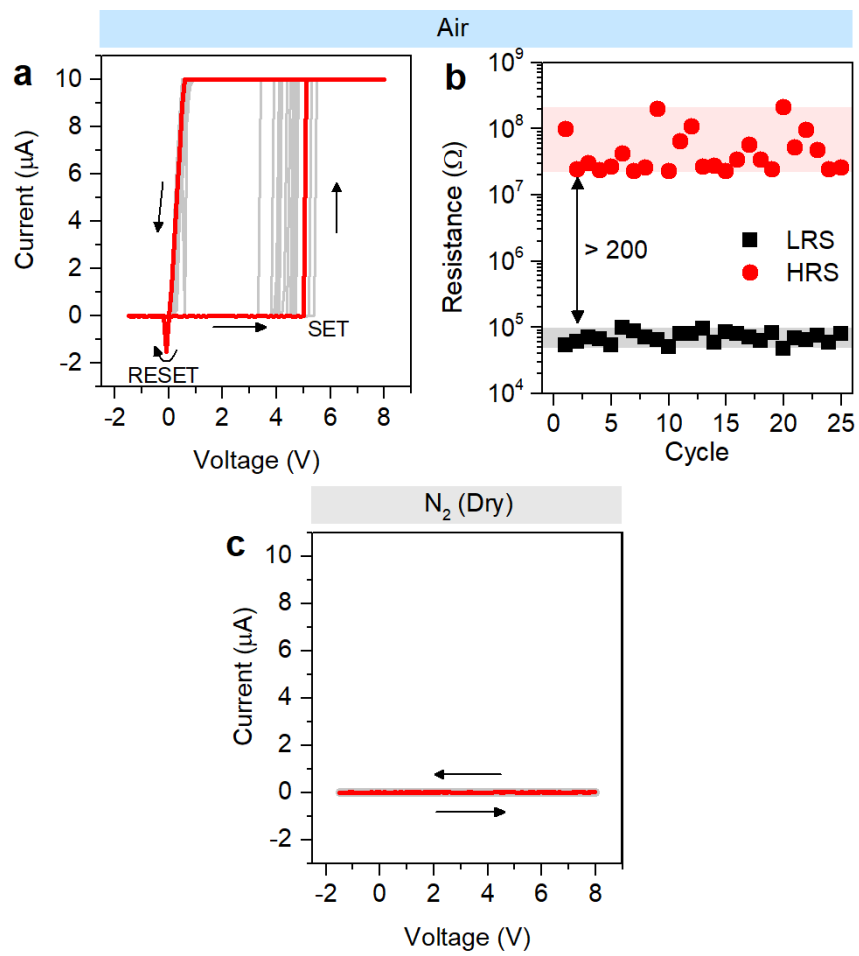 Air
a
Current (μA)
10
8
6
4
2
0
-2
SET
RESET
-2 0 2 4 6 8
Voltage (V)
b
Resistance (Ω)
10⁹
10⁸
10⁷
10⁶
10⁵
10⁴
> 200
LRS
HRS
0 5 10 15 20 25
Cycle
N₂ (Dry)
c
Current (μA)
10
8
6
4
2
0
-2
-2 0 2 4 6 8
Voltage (V)